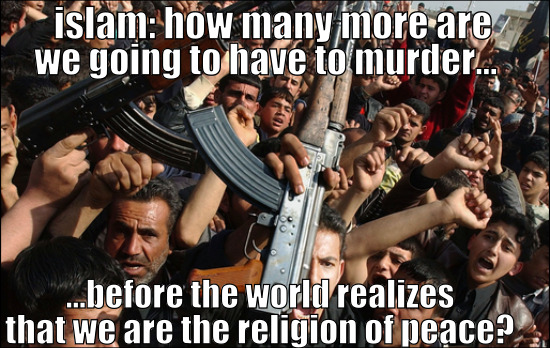 islam: how many more are
we going to have to murder...
...before the world realizes
that we are the religion of peace?